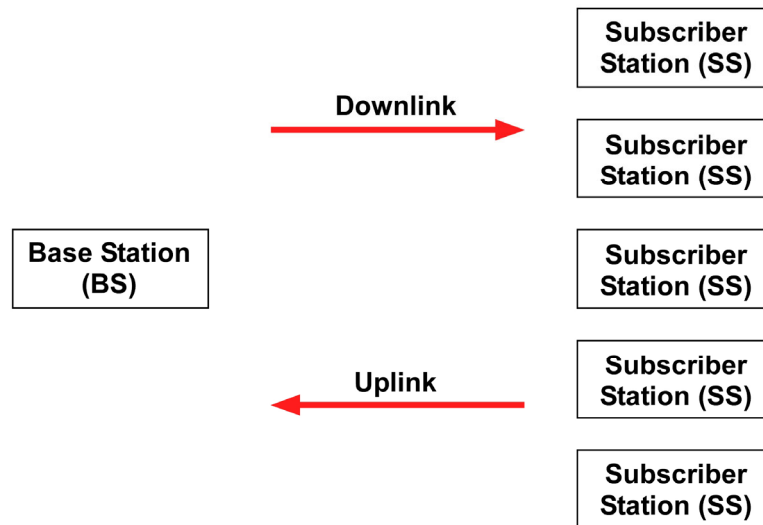 Subscriber
Station (SS)
Downlink
Subscriber
Station (SS)
Base Station
(BS)
Subscriber
Station (SS)
Uplink
Subscriber
Station (SS)
Subscriber
Station (SS)